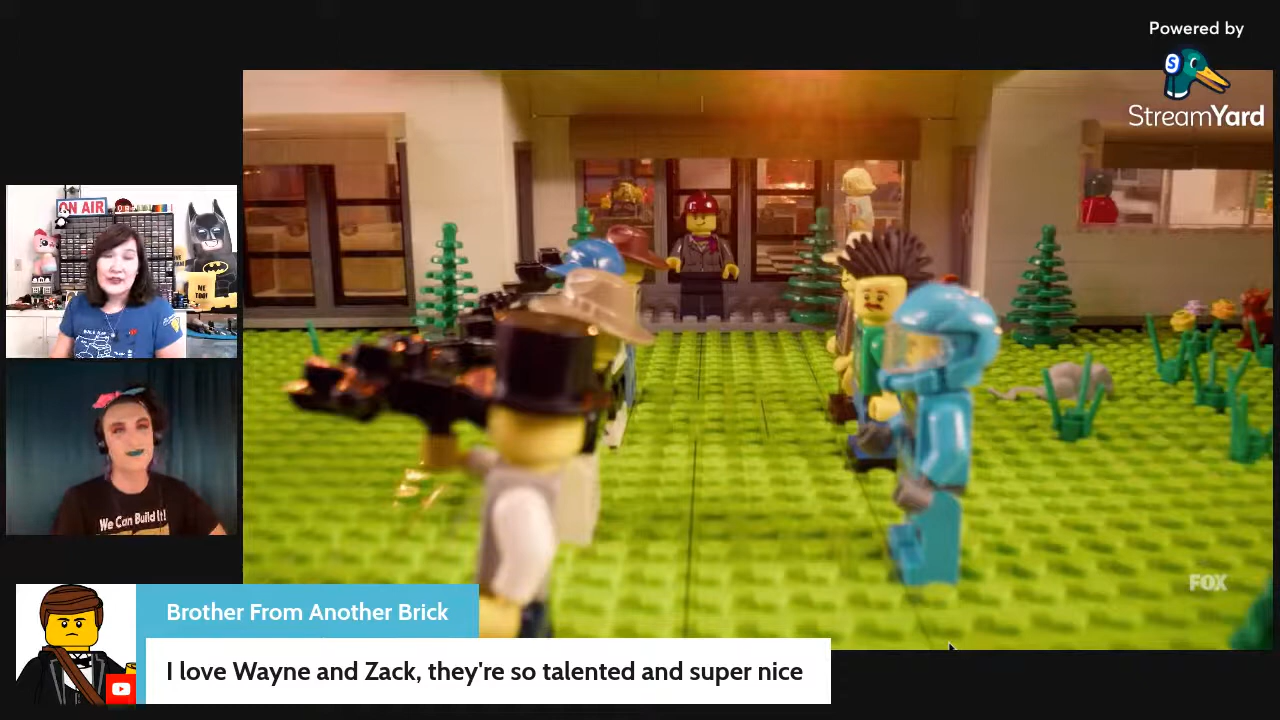 Powered by
StreamYard
ON AIR
We Can Build It!
FOX
Brother From Another Brick
I love Wayne and Zack, they're so talented and super nice